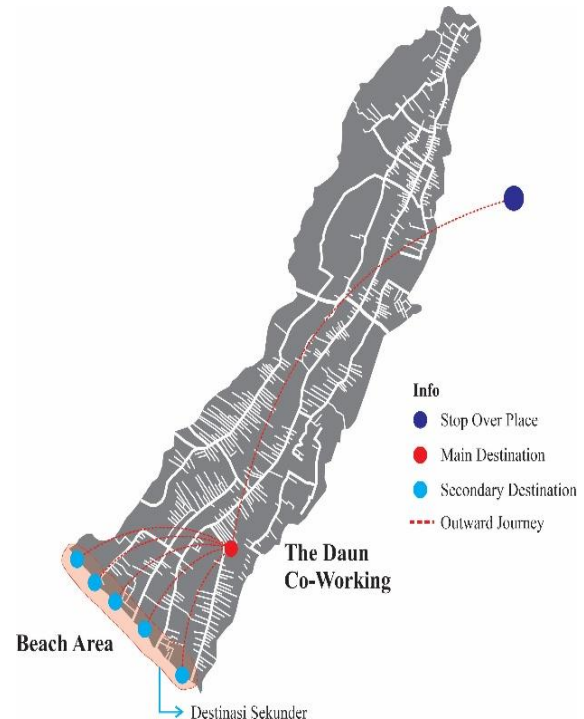 Info
Stop Over Place
Main Destination
Secondary Destination
Outward Journey
The Daun
Co-Working
Beach Area
Destinasi Sekunder